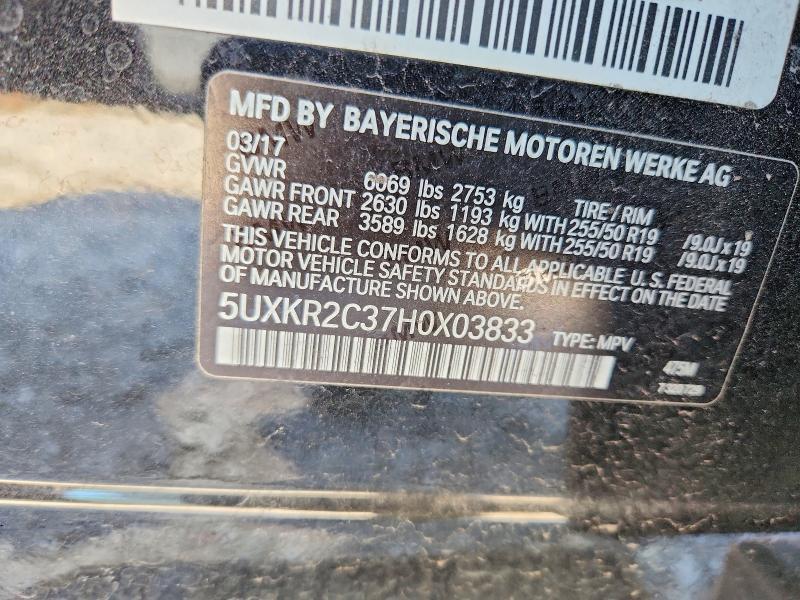 MFD BY BAYERISCHE MOTOREN WERKE AG
03/17
GVWR 6069 lbs 2753 kg TIRE / RIM
GAWR FRONT 2630 lbs 1193 kg WITH 255/50 R19 /9.0J x 19
GAWR REAR 3589 lbs 1628 kg WITH 255/50 R19 /9.0J x 19
THIS VEHICLE CONFORMS TO ALL APPLICABLE U.S. FEDERAL
MOTOR VEHICLE SAFETY STANDARDS IN EFFECT ON THE DATE
OF MANUFACTURE SHOWN ABOVE.
5UXKR2C37H0X03833 TYPE: MPV